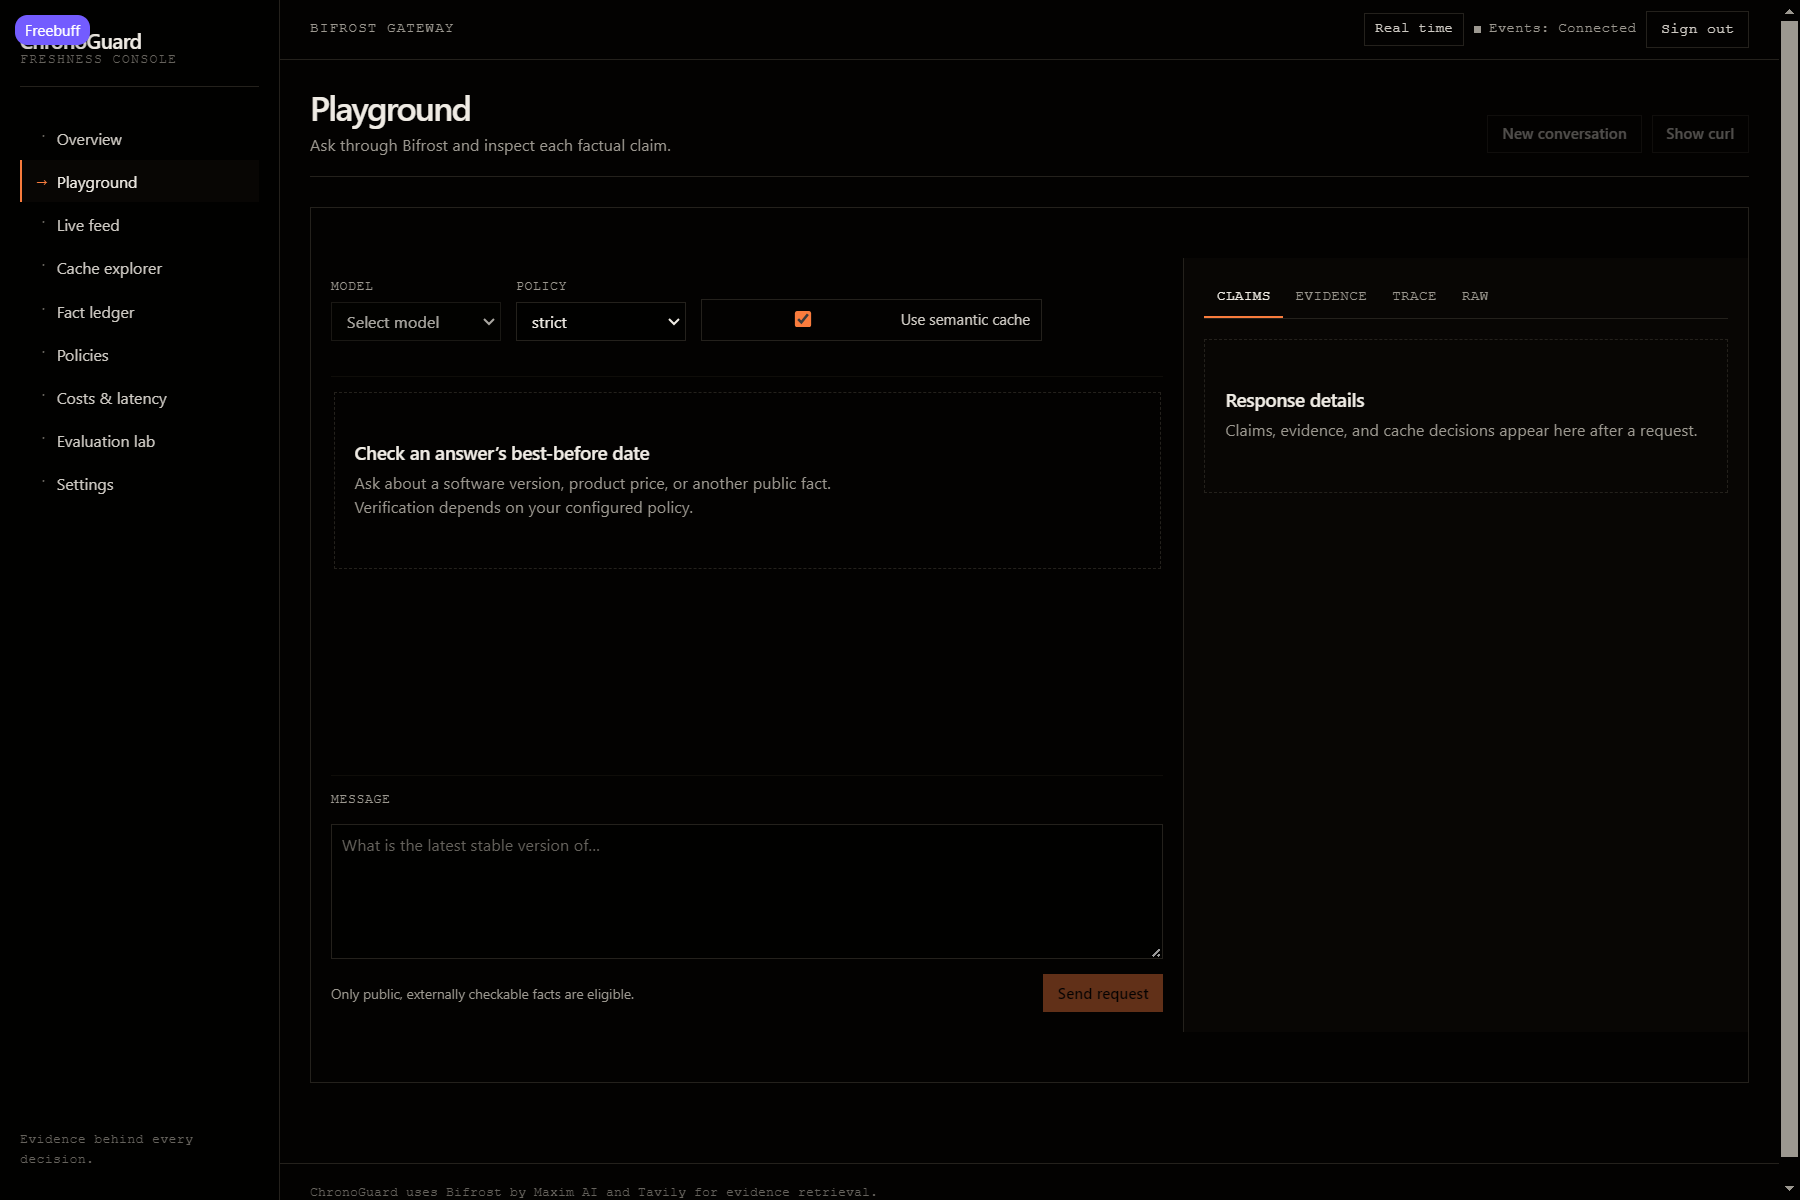 Freebuff
ChronoGuard
FRESHNESS CONSOLE
Overview
→ Playground
Live feed
Cache explorer
Fact ledger
Policies
Costs & latency
Evaluation lab
Settings
Evidence behind every
decision.
BIFROST GATEWAY
Real time
Events: Connected
Sign out
Playground
Ask through Bifrost and inspect each factual claim.
New conversation
Show curl
MODEL
POLICY
Select model
strict
Use semantic cache
Check an answer’s best-before date
Ask about a software version, product price, or another public fact.
Verification depends on your configured policy.
MESSAGE
What is the latest stable version of...
Only public, externally checkable facts are eligible.
Send request
CLAIMS
EVIDENCE
TRACE
RAW
Response details
Claims, evidence, and cache decisions appear here after a request.
ChronoGuard uses Bifrost by Maxim AI and Tavily for evidence retrieval.